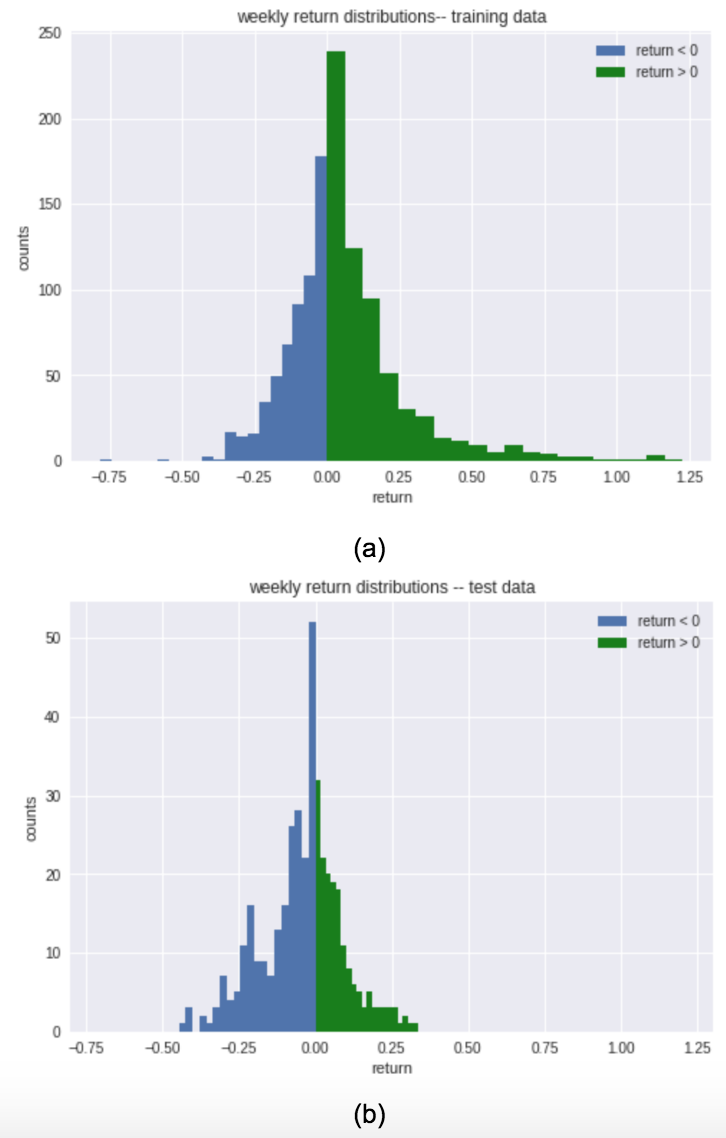 weekly return distributions-- training data
250
200
150
100
50
0
counts
return < 0
return > 0
−0.75 −0.50 −0.25 0.00 0.25 0.50 0.75 1.00 1.25
return
(a)
weekly return distributions -- test data
50
40
30
20
10
0
counts
return < 0
return > 0
−0.75 −0.50 −0.25 0.00 0.25 0.50 0.75 1.00 1.25
return
(b)